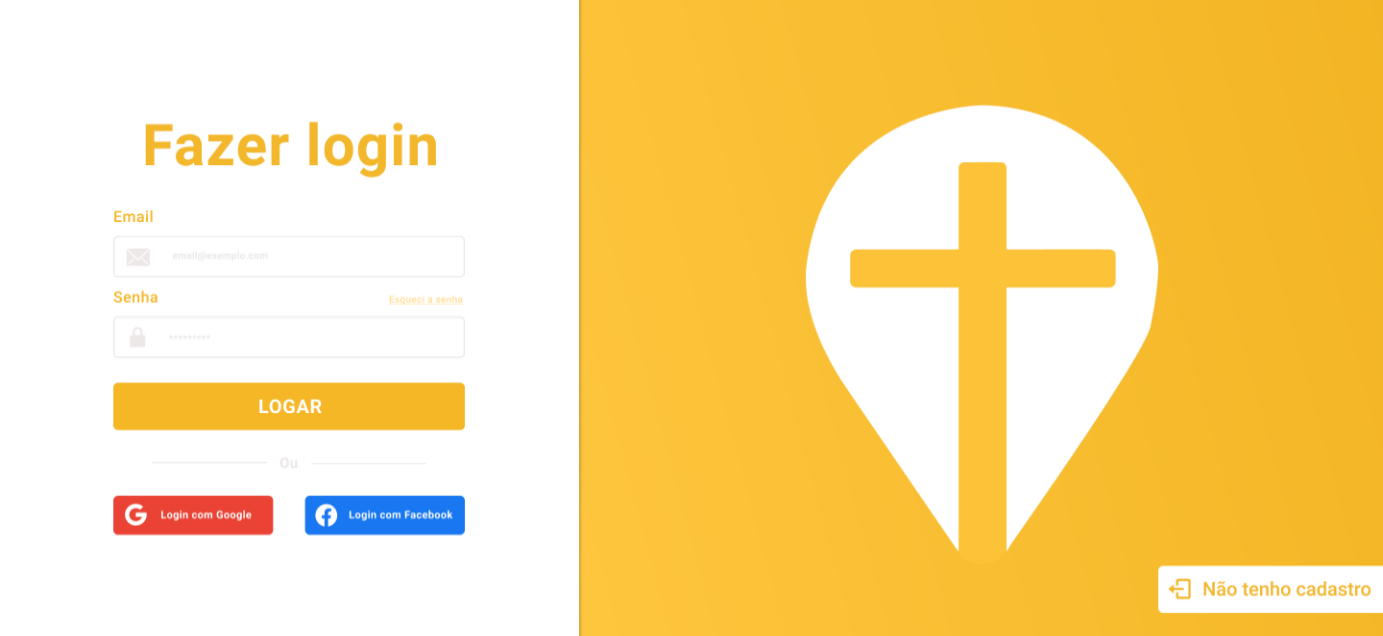 Fazer login
Email
email@exemplo.com
Senha
Esqueci a senha
*********
LOGAR
Ou
Login com Google
Login com Facebook
Não tenho cadastro